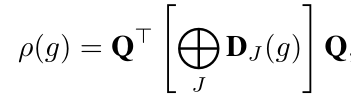 ρ(g) = 𝐐^⊤ [⨁_J 𝐃_J(g)] 𝐐,